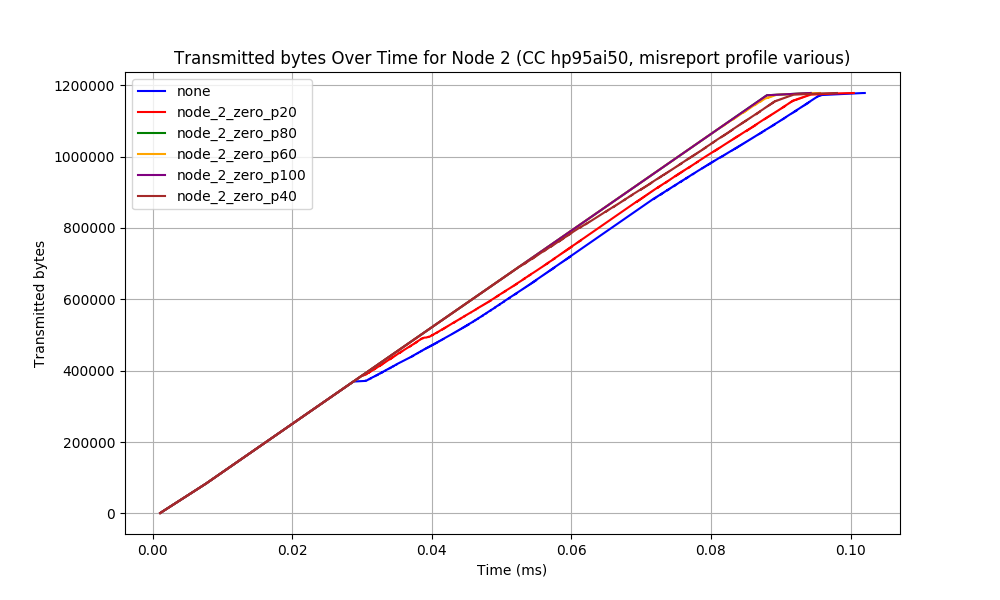 Transmitted bytes Over Time for Node 2 (CC hp95ai50, misreport profile various)
1200000
1000000
800000
600000
400000
200000
0
Transmitted bytes
none
node_2_zero_p20
node_2_zero_p80
node_2_zero_p60
node_2_zero_p100
node_2_zero_p40
0.00 0.02 0.04 0.06 0.08 0.10
Time (ms)